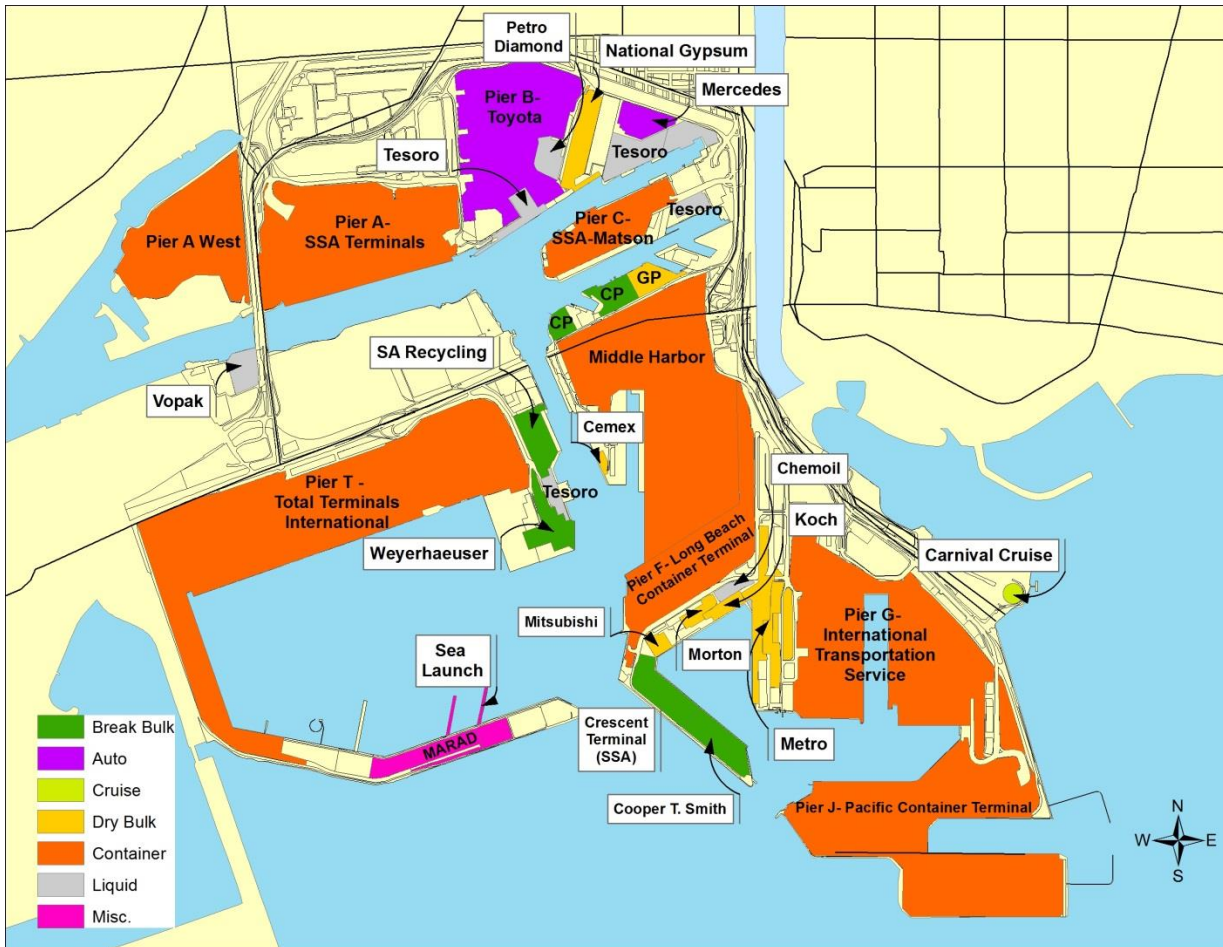 Petro
Diamond
National Gypsum
Mercedes
Pier B-
Toyota
Tesoro
Tesoro
Tesoro
Pier A West
Pier A-
SSA Terminals
Pier C-
SSA-Matson
GP
CP
CP
SA Recycling
Middle Harbor
Vopak
Cemex
Chemoil
Pier T -
Total Terminals
International
Tesoro
Koch
Weyerhaeuser
Pier F- Long Beach
Container Terminal
Carnival Cruise
Mitsubishi
Morton
Pier G-
International
Transportation
Service
Sea
Launch
MARAD
Crescent
Terminal
(SSA)
Metro
Cooper T. Smith
Pier J- Pacific Container Terminal
Break Bulk
Auto
Cruise
Dry Bulk
Container
Liquid
Misc.
N
W
E
S